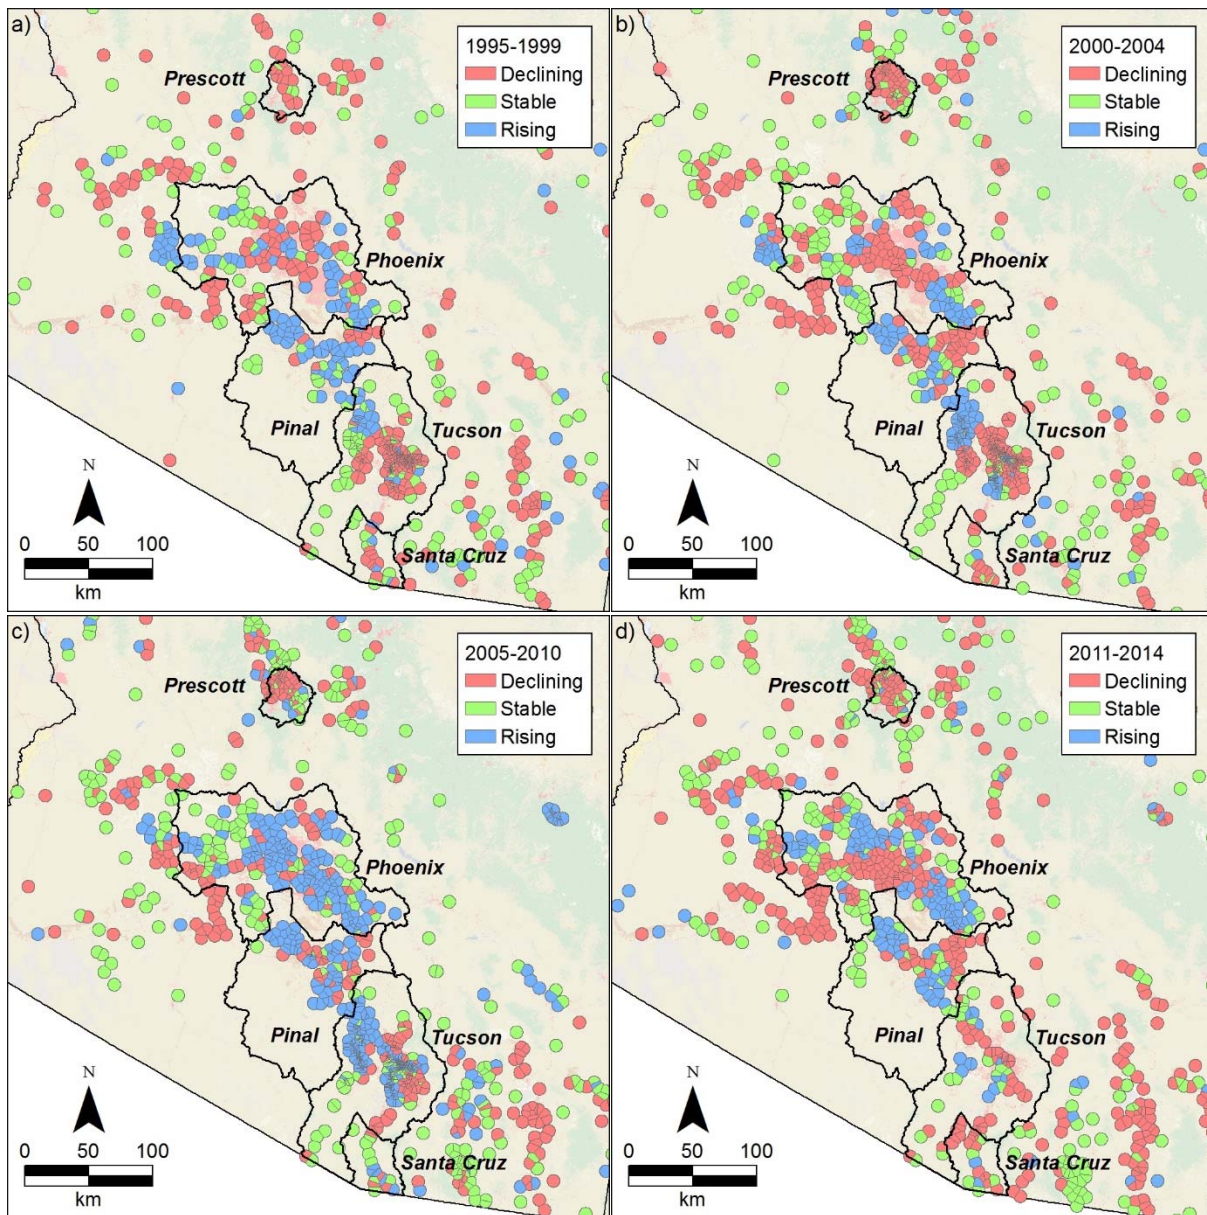 a)
1995-1999
Declining
Stable
Rising
Prescott
Phoenix
Pinal
Tucson
Santa Cruz
N
0 50 100
km
b)
2000-2004
Declining
Stable
Rising
Prescott
Phoenix
Pinal
Tucson
Santa Cruz
N
0 50 100
km
c)
2005-2010
Declining
Stable
Rising
Prescott
Phoenix
Pinal
Tucson
Santa Cruz
N
0 50 100
km
d)
2011-2014
Declining
Stable
Rising
Prescott
Phoenix
Pinal
Tucson
Santa Cruz
N
0 50 100
km